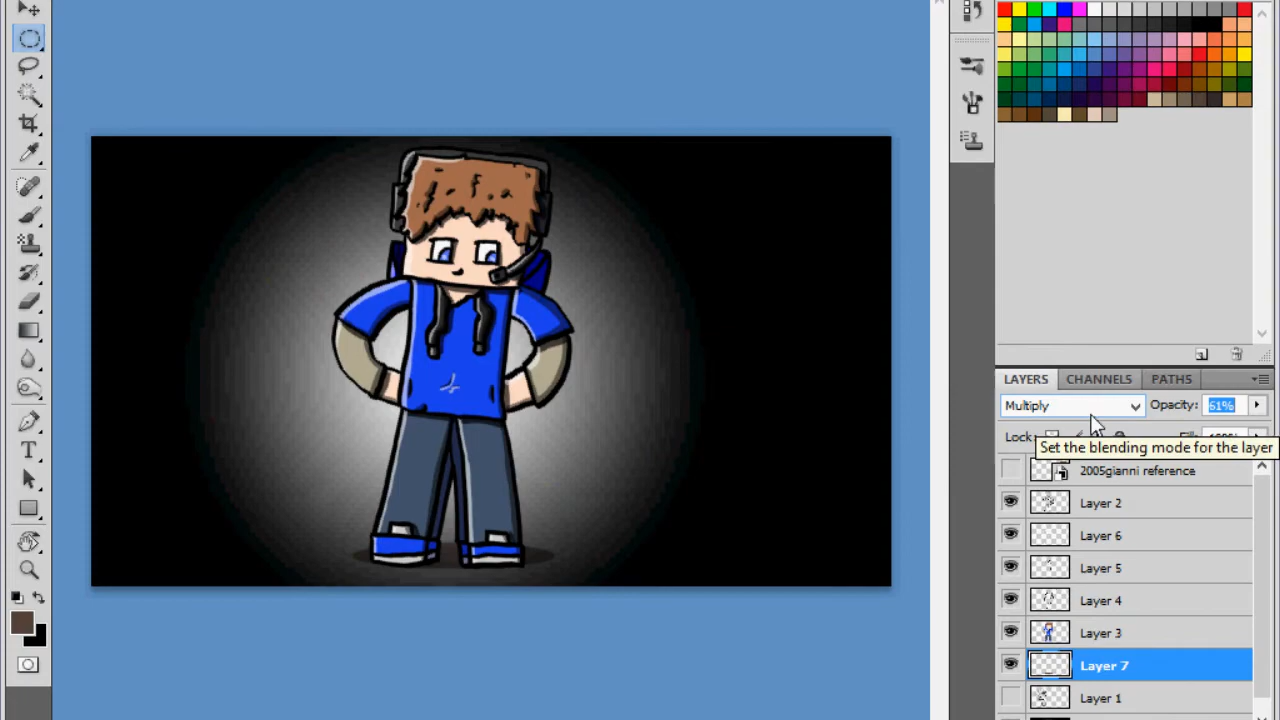 LAYERS CHANNELS PATHS
Multiply Opacity: 61%
Lock:
Set the blending mode for the layer
2005gianni reference
Layer 2
Layer 6
Layer 5
Layer 4
Layer 3
Layer 7
Layer 1